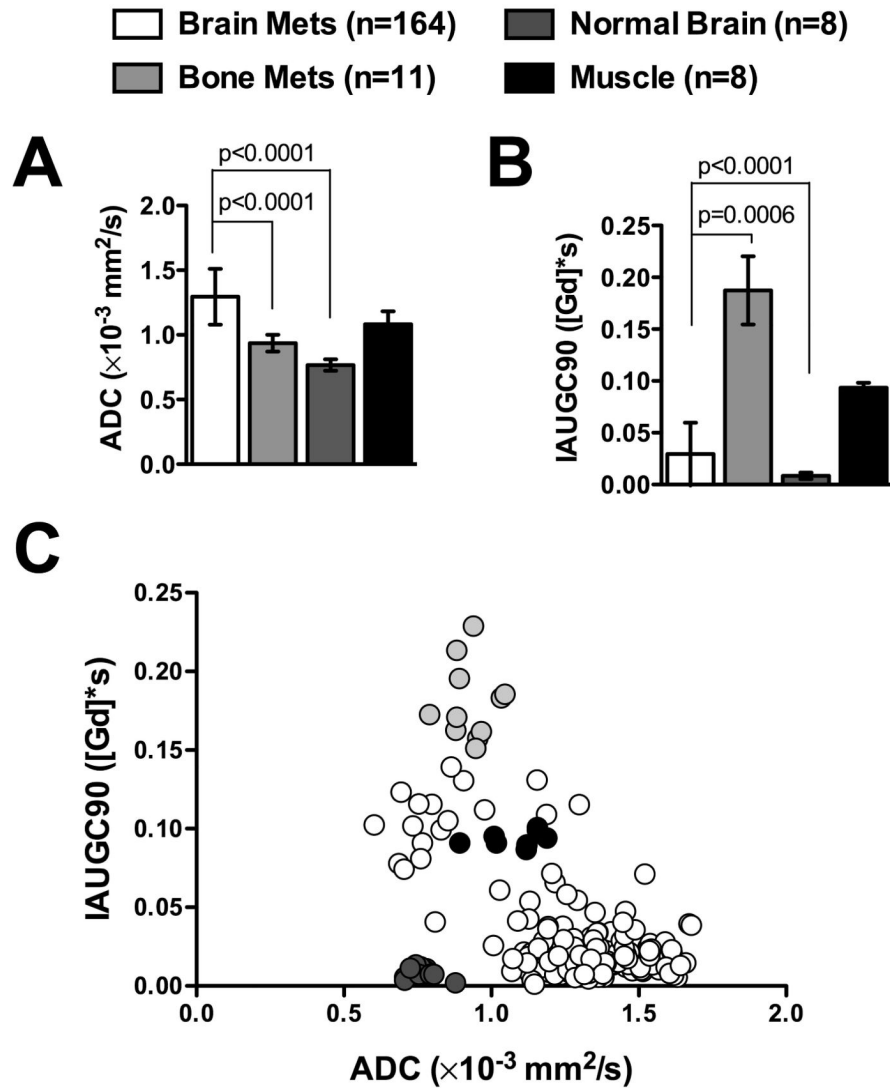 Brain Mets (n=164)
Normal Brain (n=8)
Bone Mets (n=11)
Muscle (n=8)
A
p<0.0001
p<0.0001
2.0
1.5
1.0
0.5
0.0
ADC (×10⁻³ mm²/s)
B
p<0.0001
p=0.0006
0.25
0.20
0.15
0.10
0.05
0.00
IAUGC90 ([Gd]*s)
C
0.25
0.20
0.15
0.10
0.05
0.00
IAUGC90 ([Gd]*s)
0.0
0.5
1.0
1.5
2.0
ADC (×10⁻³ mm²/s)